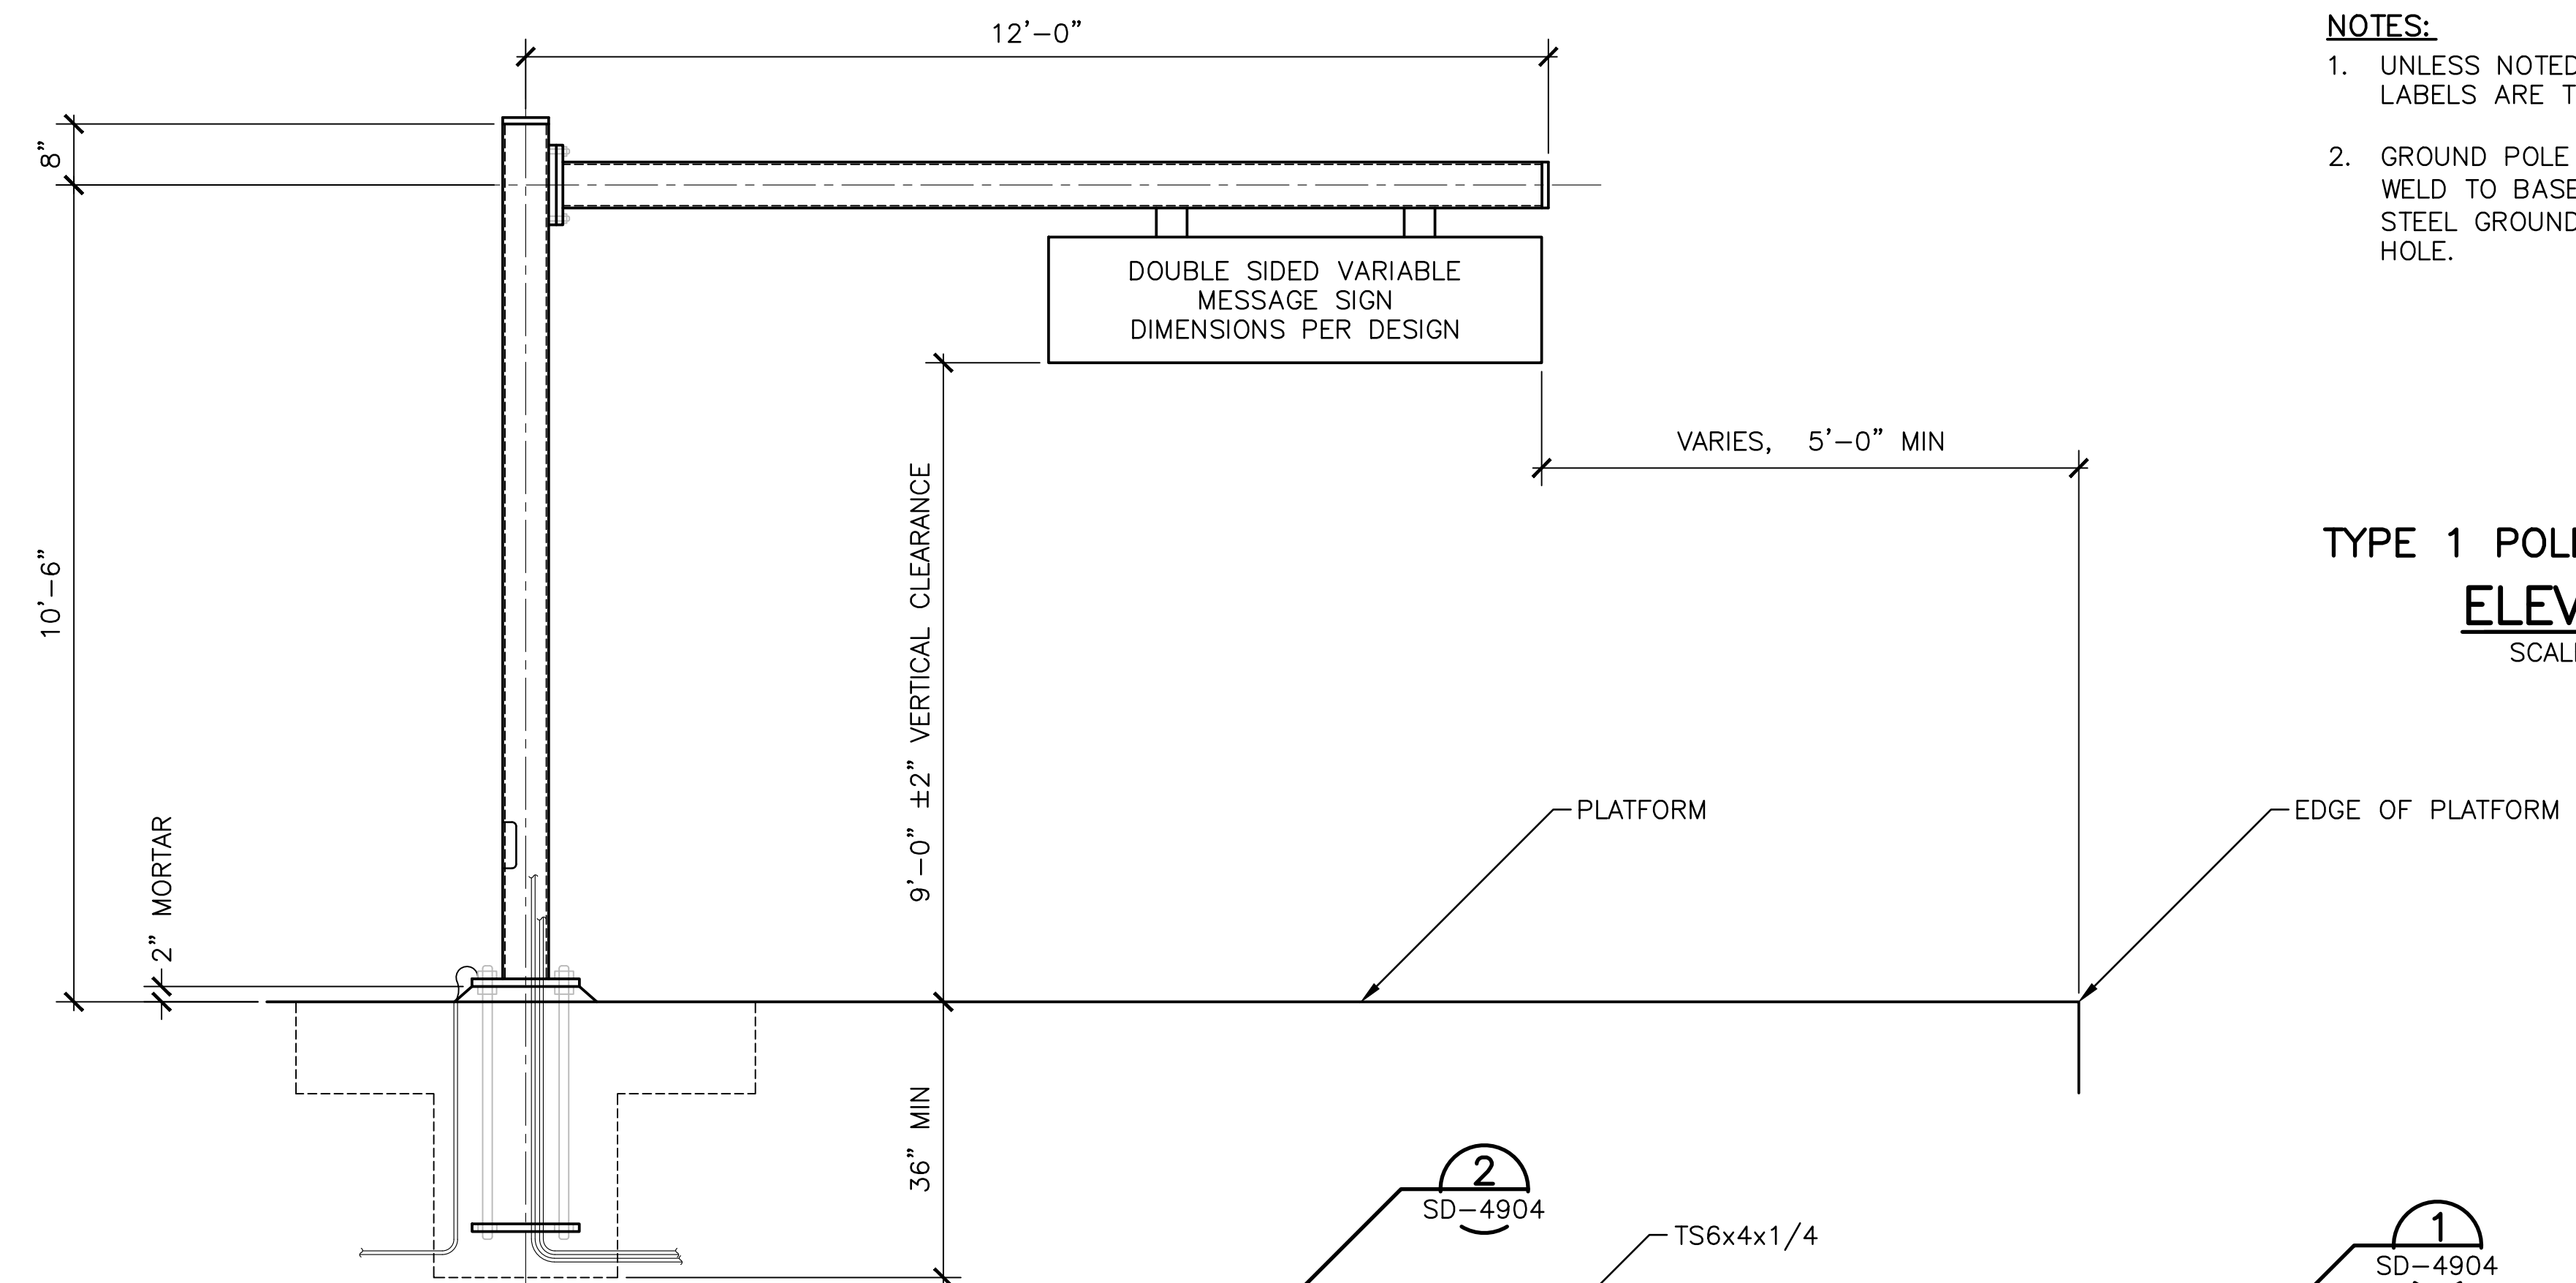 12'-0"
NOTES:
1. UNLESS NOTED
LABELS ARE T
2. GROUND POLE
WELD TO BASE
STEEL GROUND
HOLE.
8"
DOUBLE SIDED VARIABLE
MESSAGE SIGN
DIMENSIONS PER DESIGN
VARIES, 5'-0" MIN
10'-6"
9'-0" ±2" VERTICAL CLEARANCE
TYPE 1 POLE
ELEV
SCAL
2" MORTAR
PLATFORM
EDGE OF PLATFORM
36" MIN
2
SD-4904
TS6x4x1/4
1
SD-4904